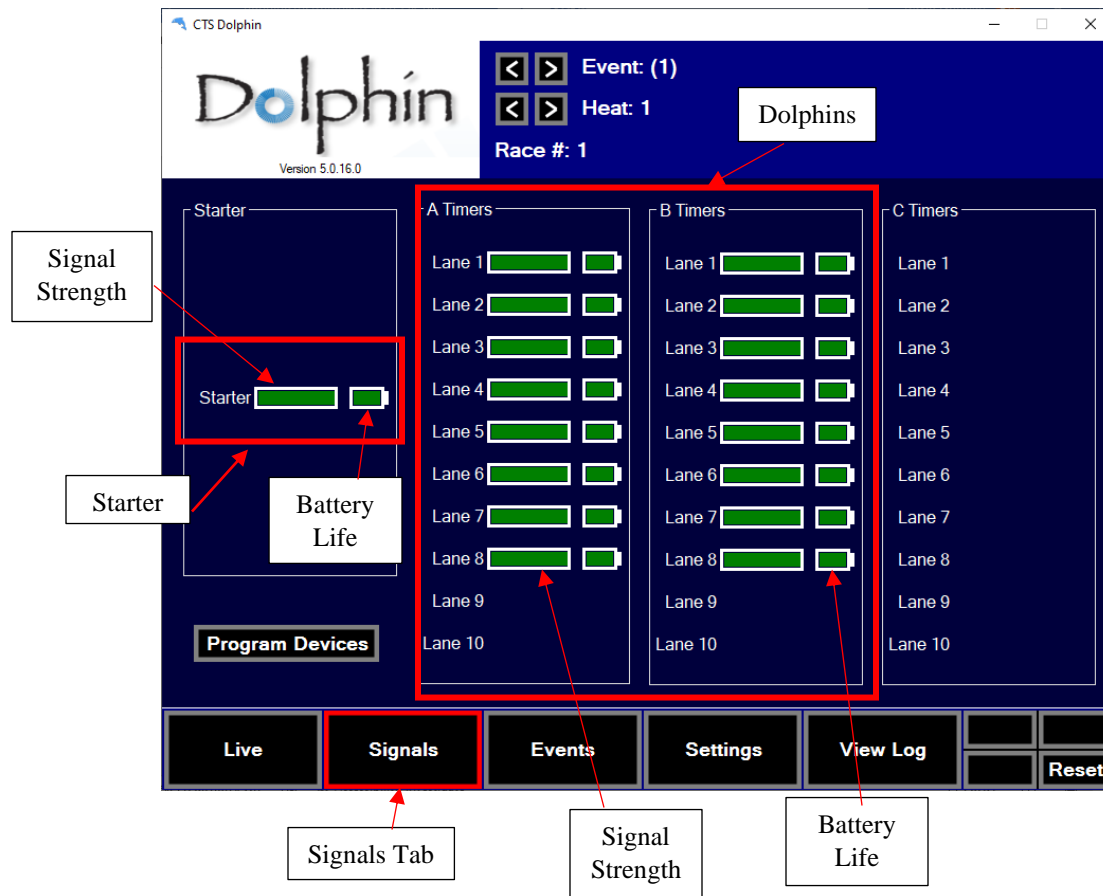 CTS Dolphin
Dolphin
Version 5.0.16.0
< > Event: (1)
< > Heat: 1
Race #: 1
Dolphins
Signal
Strength
Starter
Starter
Starter
Battery
Life
Program Devices
A Timers
Lane 1
Lane 2
Lane 3
Lane 4
Lane 5
Lane 6
Lane 7
Lane 8
Lane 9
Lane 10
B Timers
Lane 1
Lane 2
Lane 3
Lane 4
Lane 5
Lane 6
Lane 7
Lane 8
Lane 9
Lane 10
C Timers
Lane 1
Lane 2
Lane 3
Lane 4
Lane 5
Lane 6
Lane 7
Lane 8
Lane 9
Lane 10
Live
Signals
Events
Settings
View Log
Reset
Signals Tab
Signal
Strength
Battery
Life